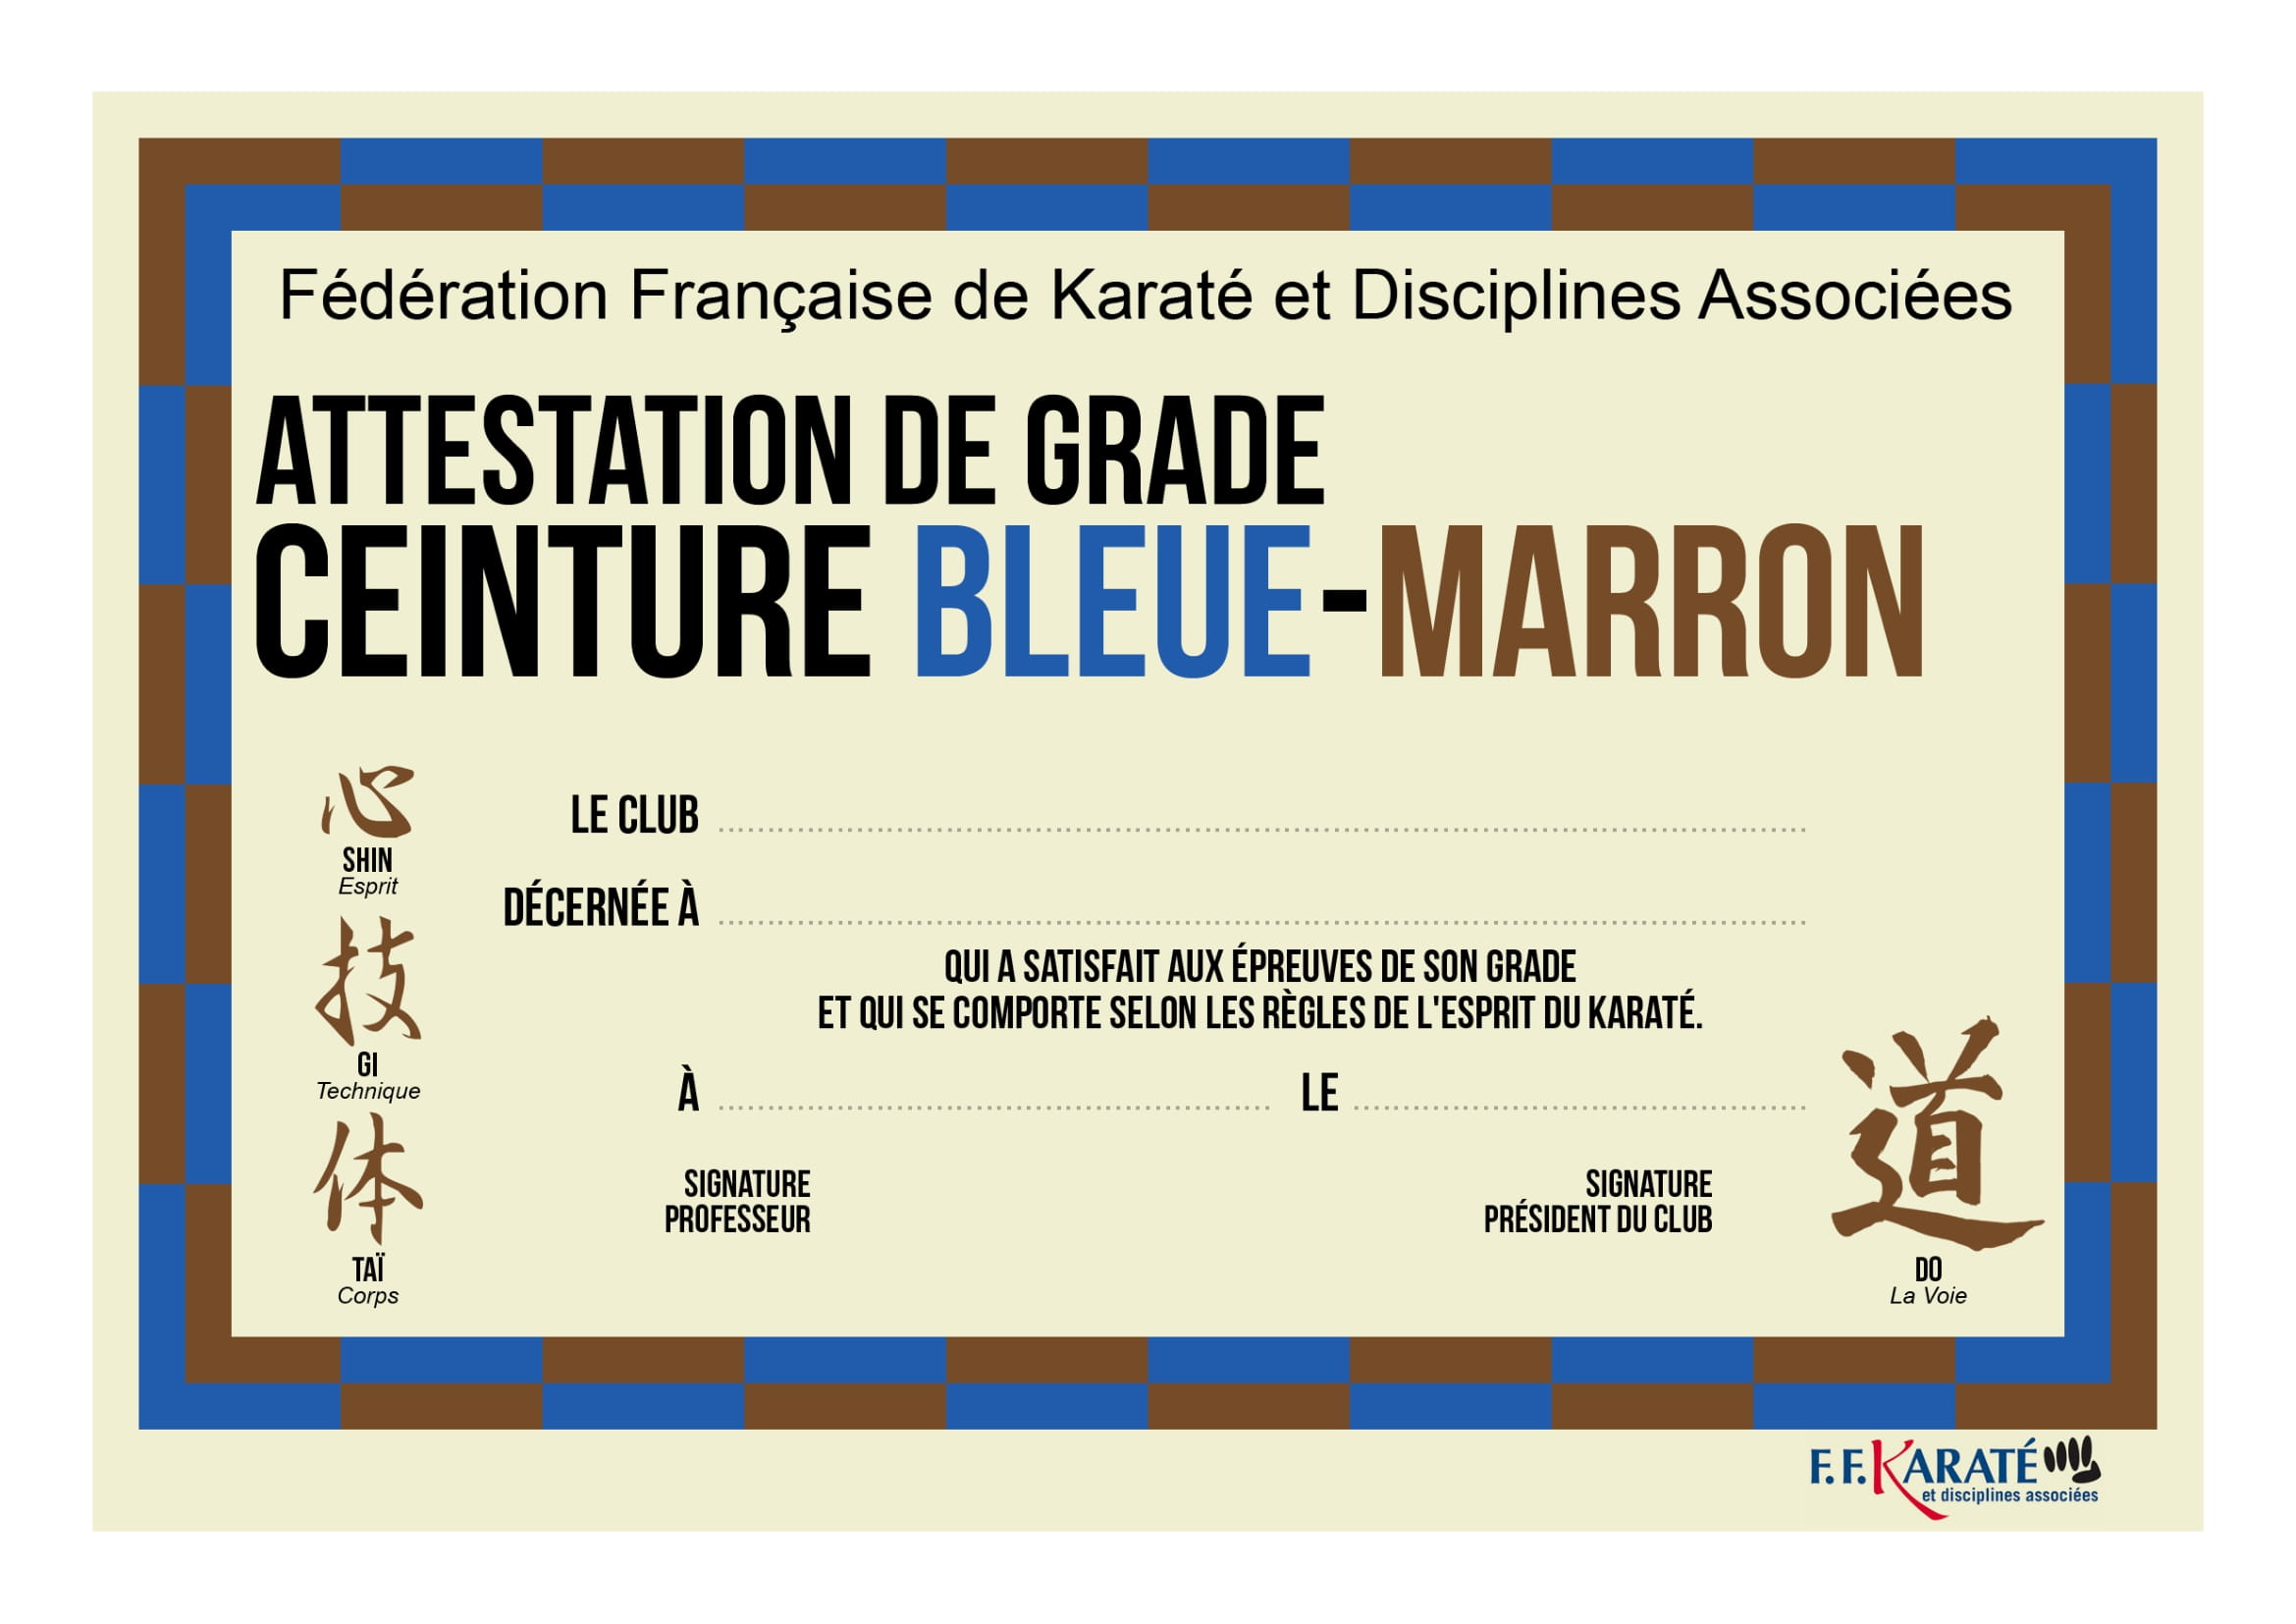 Fédération Française de Karaté et Disciplines Associées
ATTESTATION DE GRADE
CEINTURE BLEUE-MARRON
心
SHIN
Esprit
技
GI
Technique
体
TAÏ
Corps
LE CLUB
DÉCERNÉE À
QUI A SATISFAIT AUX ÉPREUVES DE SON GRADE
ET QUI SE COMPORTE SELON LES RÈGLES DE L'ESPRIT DU KARATÉ.
À LE
SIGNATURE
PROFESSEUR
SIGNATURE
PRÉSIDENT DU CLUB
道
DO
La Voie
F.F.KARATÉ
et disciplines associées